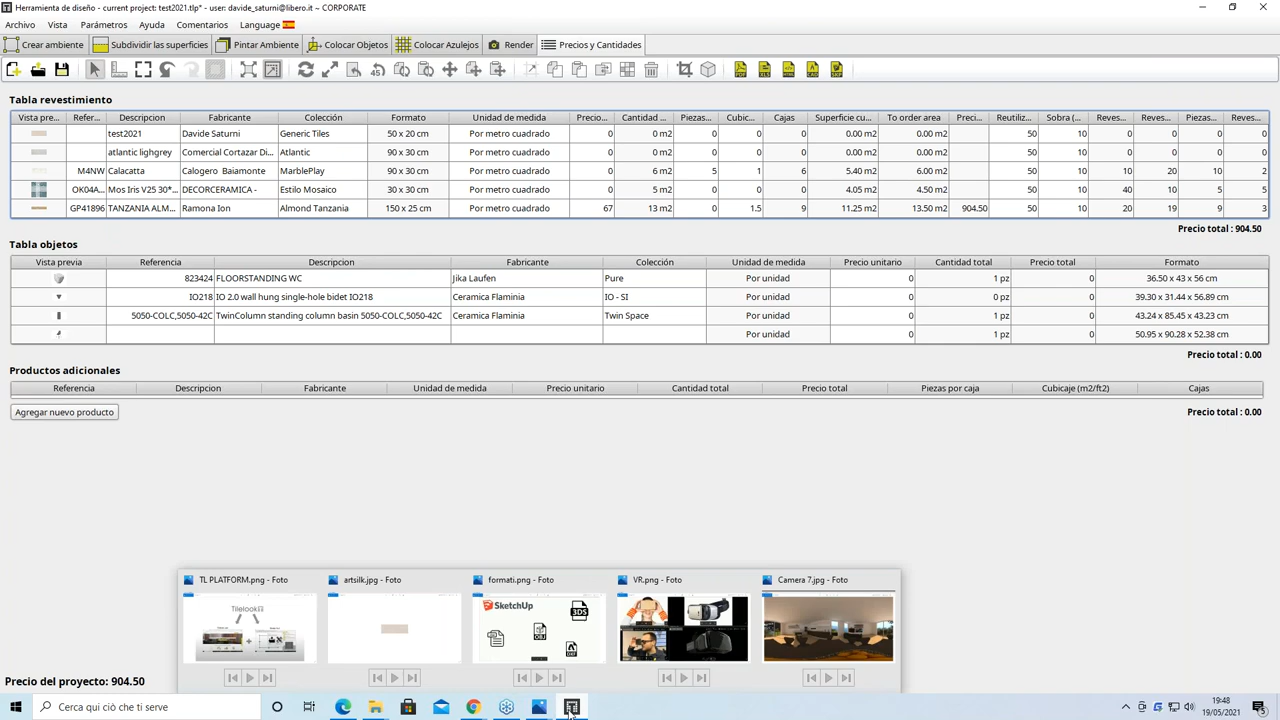 Herramienta de diseño - current project: test2021.tlp* - user: davide_saturni@libero.it ~ CORPORATE
Archivo Vista Parámetros Ayuda Comentarios Language
Crear ambiente Subdividir las superficies Pintar Ambiente Colocar Objetos Colocar Azulejos Render Precios y Cantidades
Tabla revestimiento
Vista pre... Refer... Descripcion Fabricante Colección Formato Unidad de medida Precio... Cantidad ... Piezas... Cubic... Cajas Superficie cu... To order area Preci... Reutiliz... Sobra (... Reves... Reves... Piezas... Reves...
test2021 Davide Saturni Generic Tiles 50 x 20 cm Por metro cuadrado 0 0 m2 0 0 0 0.00 m2 0.00 m2 0 50 10 0 0 0 0
atlantic lighgrey Comercial Cortazar Di... Atlantic 90 x 30 cm Por metro cuadrado 0 0 m2 0 0 0 0.00 m2 0.00 m2 0 50 10 0 0 0 0
M4NW Calacatta Calogero Baiamonte MarblePlay 90 x 30 cm Por metro cuadrado 0 6 m2 5 1 6 5.40 m2 6.00 m2 0 50 10 10 20 10 2
OK04A... Mos Iris V25 30*... DECORCERAMICA - Estilo Mosaico 30 x 30 cm Por metro cuadrado 0 5 m2 0 0 0 4.05 m2 4.50 m2 0 50 10 40 10 5 5
GP41896 TANZANIA ALM... Ramona Ion Almond Tanzania 150 x 25 cm Por metro cuadrado 67 13 m2 0 1.5 9 11.25 m2 13.50 m2 904.50 50 10 20 19 9 3
Precio total : 904.50
Tabla objetos
Vista previa Referencia Descripcion Fabricante Colección Unidad de medida Precio unitario Cantidad total Precio total Formato
823424 FLOORSTANDING WC Jika Laufen Pure Por unidad 0 1 pz 0 36.50 x 43 x 56 cm
IO218 IO 2.0 wall hung single-hole bidet IO218 Ceramica Flaminia IO - SI Por unidad 0 0 pz 0 39.30 x 31.44 x 56.89 cm
5050-COLC,5050-42C TwinColumn standing column basin 5050-COLC,5050-42C Ceramica Flaminia Twin Space Por unidad 0 1 pz 0 43.24 x 85.45 x 43.23 cm
Por unidad 0 1 pz 0 50.95 x 90.28 x 52.38 cm
Precio total : 0.00
Productos adicionales
Referencia Descripcion Fabricante Unidad de medida Precio unitario Cantidad total Precio total Piezas por caja Cubicaje (m2/ft2) Cajas
Agregar nuevo producto Precio total : 0.00
TL PLATFORM.png - Foto artsilk.jpg - Foto formati.png - Foto VR.png - Foto Camera 7.jpg - Foto
Tilelook
SketchUp
3DS
OBJ
Precio del proyecto: 904.50
Cerca qui ciò che ti serve
19:48
19/05/2021